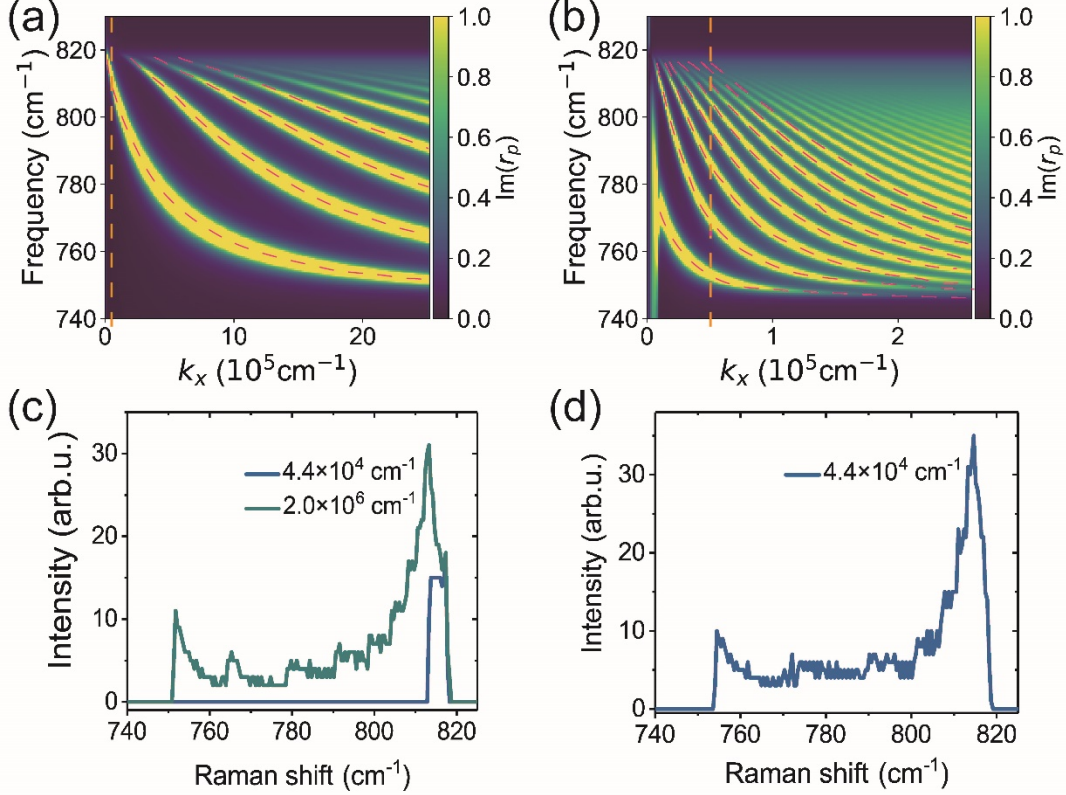 (a)
Frequency (cm⁻¹)
820
800
780
760
740
0
10
20
kₓ (10⁵cm⁻¹)
1.0
0.8
0.6
0.4
0.2
0.0
Im(rₚ)
(b)
Frequency (cm⁻¹)
820
800
780
760
740
0
1
2
kₓ (10⁵cm⁻¹)
1.0
0.8
0.6
0.4
0.2
0.0
Im(rₚ)
(c)
Intensity (arb.u.)
30
20
10
0
4.4×10⁴ cm⁻¹
2.0×10⁶ cm⁻¹
740 760 780 800 820
Raman shift (cm⁻¹)
(d)
Intensity (arb.u.)
30
20
10
0
4.4×10⁴ cm⁻¹
740 760 780 800 820
Raman shift (cm⁻¹)